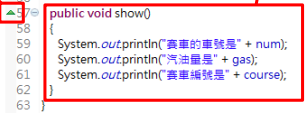 57 public void show()
58 {
59 System.out.println("賽車的車號是" + num);
60 System.out.println("汽油量是" + gas);
61 System.out.println("賽車編號是" + course);
62 }
63 }